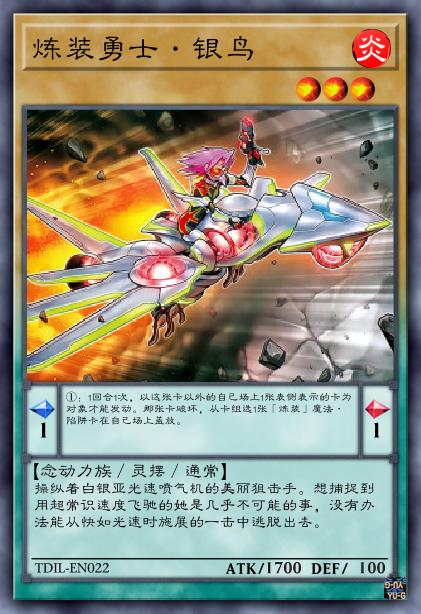 炼装勇士·银鸟
炎
①：1回合1次，以这张卡以外的自己场上1张表侧表示的卡为
对象才能发动。那张卡破坏，从卡组选1张「炼装」魔法·
陷阱卡在自己场上盖放。
1
1
【念动力族／灵摆／通常】
操纵着白银亚光速喷气机的美丽狙击手。想捕捉到
用超常识速度飞驰的她是几乎不可能的事，没有办
法能从快如光速时施展的一击中逃脱出去。
TDIL-EN022
ATK/1700 DEF/ 100